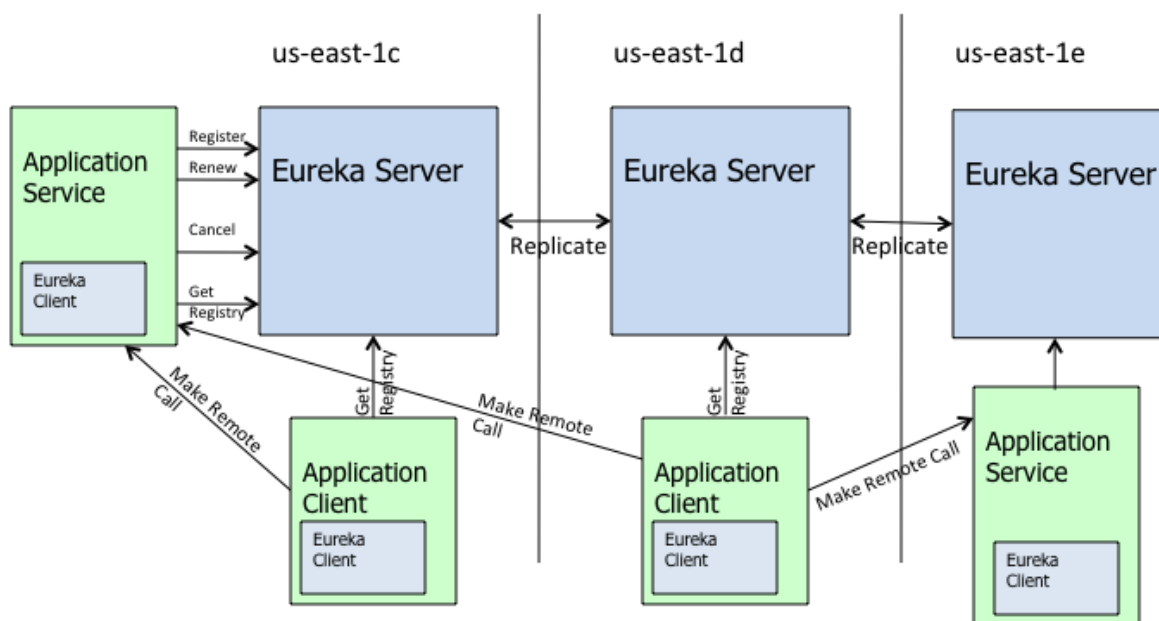 us-east-1c
us-east-1d
us-east-1e
Application
Service
Eureka
Client
Register
Renew
Cancel
Get
Registry
Eureka Server
Replicate
Eureka Server
Replicate
Eureka Server
Make Remote
Call
Get
Registry
Make Remote
Call
Get
Registry
Make Remote Call
Application
Client
Eureka
Client
Application
Client
Eureka
Client
Application
Service
Eureka
Client